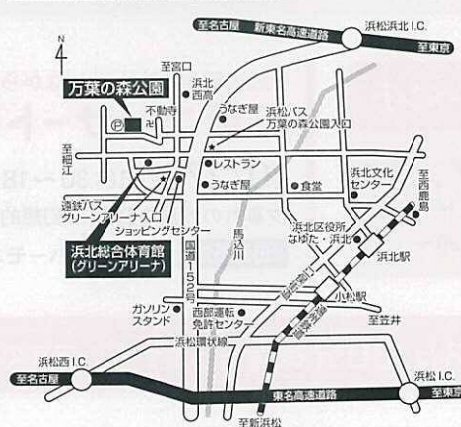 N
4
至名古屋
新東名高速道路
浜松浜北 I.C.
至東京
至宮口
浜北
西高
万葉の森公園
P
不動寺
卍
うなぎ屋
浜松バス
万葉の森公園入口
至細江
レストラン
うなぎ屋
食堂
浜北文化
センター
至西鹿島
遠鉄バス
グリーンアリーナ入口
ショッピングセンター
浜北総合体育館
(グリーンアリーナ)
国道152号
馬込川
浜北区役所
なゆた・浜北
浜北駅
小松駅
ガソリン
スタンド
西部運転
免許センター
至笠井
浜松環状線
浜松西 I.C.
浜松 I.C.
至名古屋
東名高速道路
至東京
至新浜松